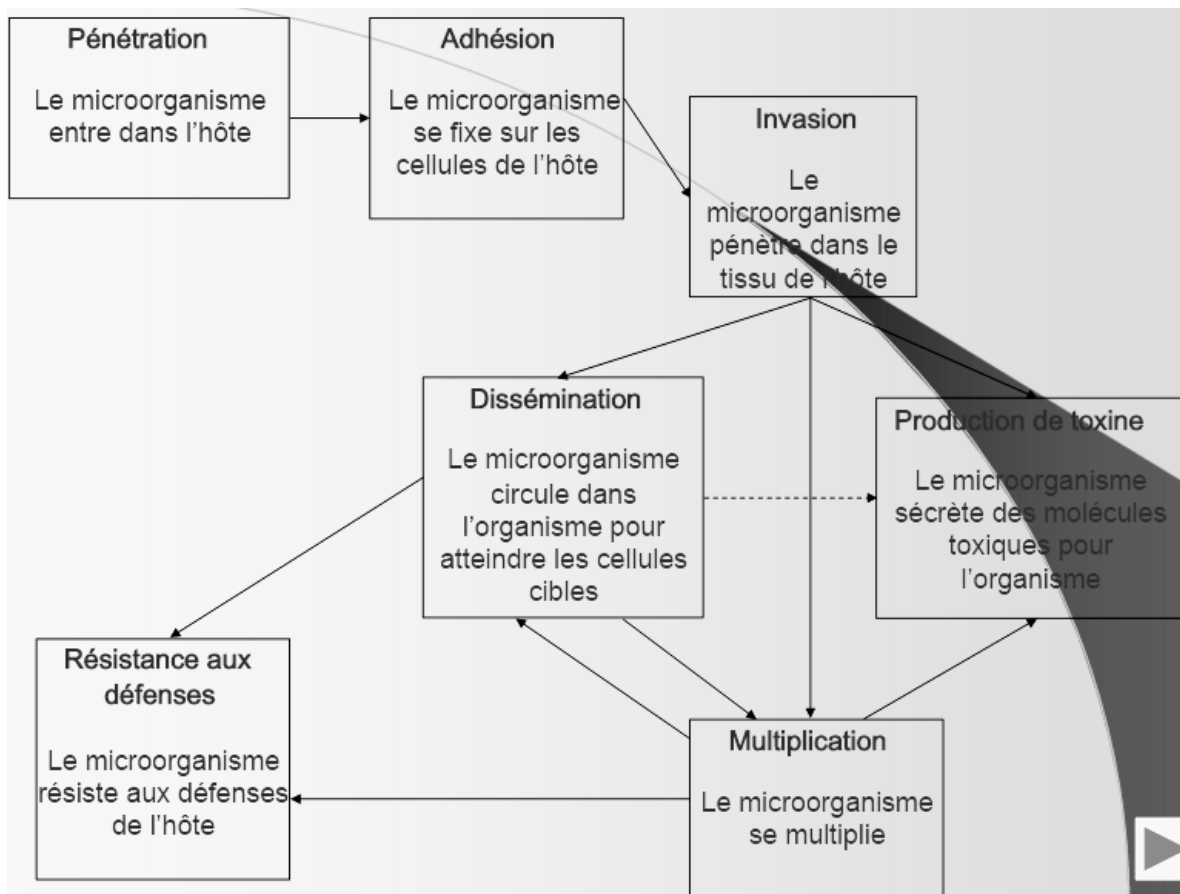 Pénétration
Le microorganisme
entre dans l'hôte
Adhésion
Le microorganisme
se fixe sur les
cellules de l'hôte
Invasion
Le
microorganisme
pénètre dans le
tissu de l'hôte
Dissémination
Le microorganisme
circule dans
l'organisme pour
atteindre les cellules
cibles
Production de toxine
Le microorganisme
sécrète des molécules
toxiques pour
l'organisme
Résistance aux
défenses
Le microorganisme
résiste aux défenses
de l'hôte
Multiplication
Le microorganisme
se multiplie